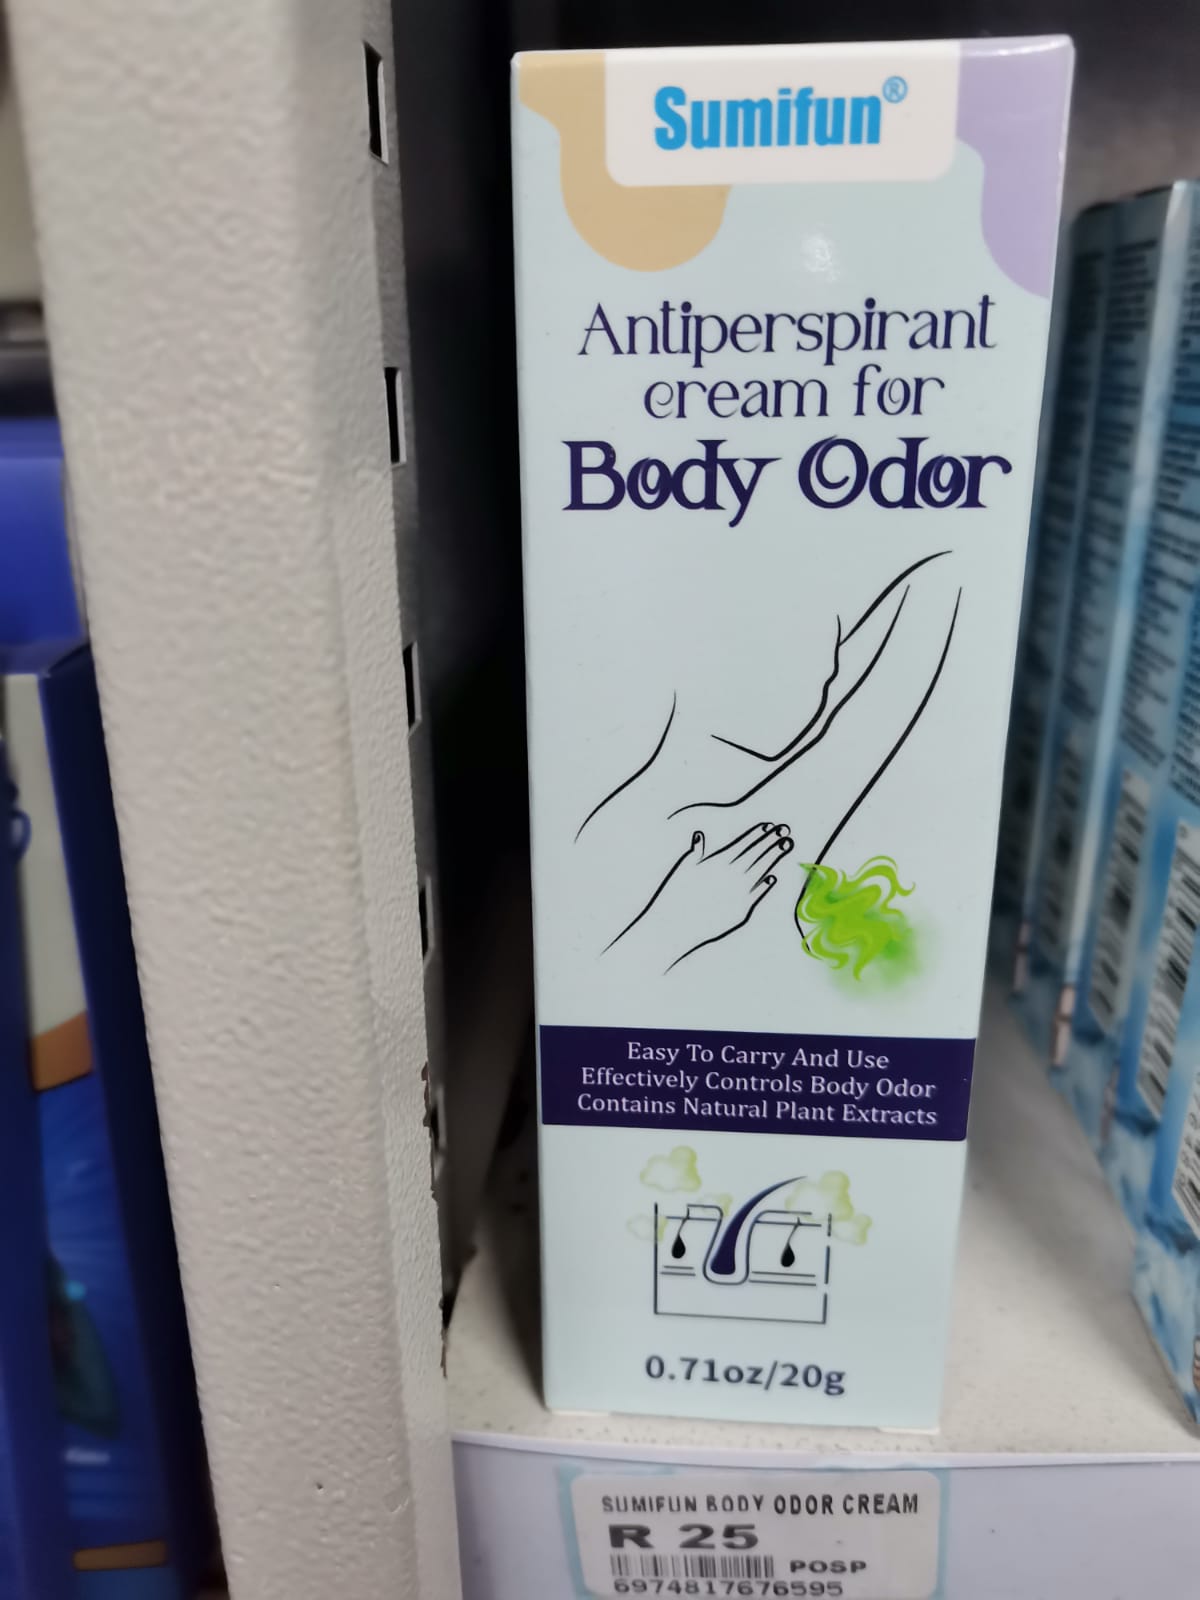 Sumifun®
Antiperspirant
cream for
Body Odor
Easy To Carry And Use
Effectively Controls Body Odor
Contains Natural Plant Extracts
0.71oz/20g
SUMIFUN BODY ODOR CREAM
R 25
POSP
6974817676595